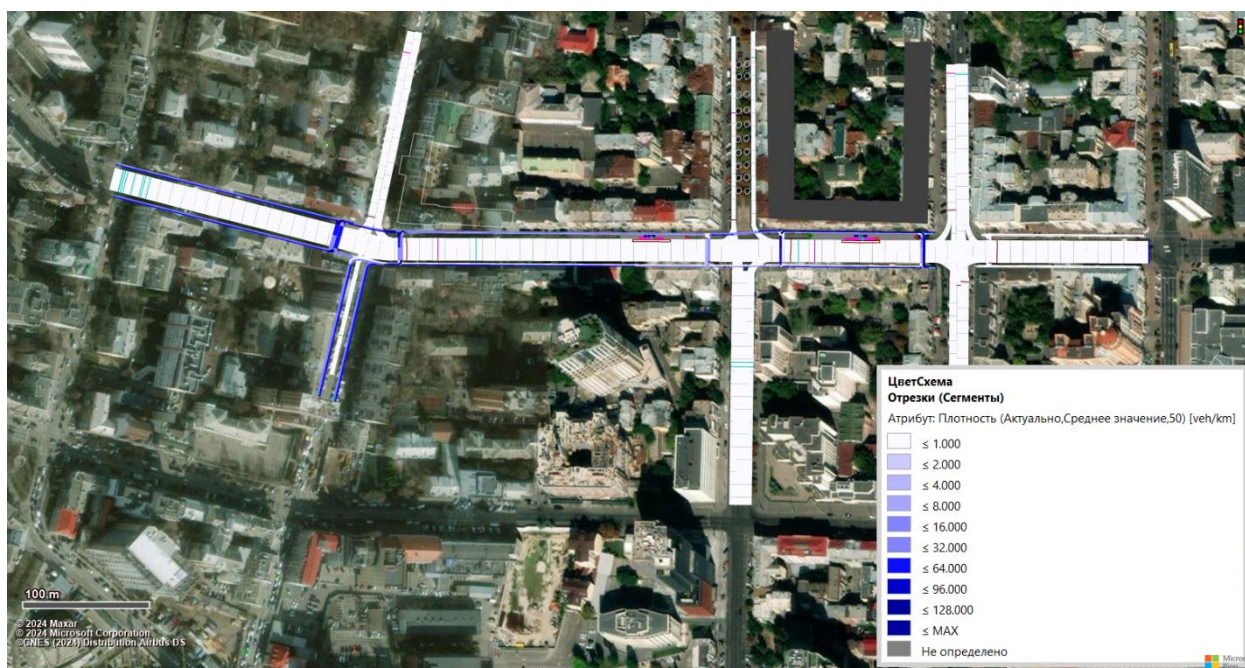 ЦветСхема
Отрезки (Сегменты)
Атрибут: Плотность (Актуально,Среднее значение,50) [veh/km]
≤ 1.000
≤ 2.000
≤ 4.000
≤ 8.000
≤ 16.000
≤ 32.000
≤ 64.000
≤ 96.000
≤ 128.000
≤ MAX
Не определено
100 m
© 2024 Maxar
© 2024 Microsoft Corporation
©CNES (2024) Distribution Airbus DS